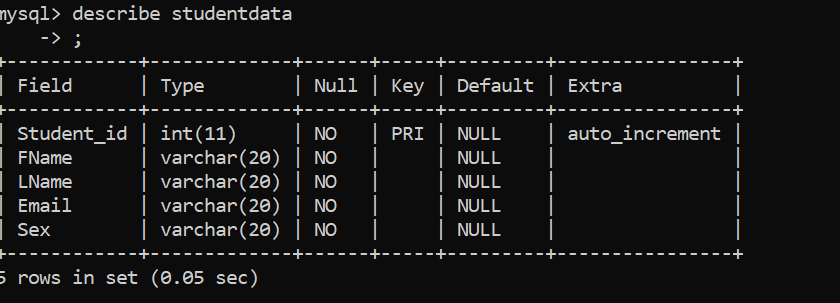 mysql> describe studentdata
    -> ;
+------------+-------------+------+-----+---------+----------------+
| Field      | Type        | Null | Key | Default | Extra          |
+------------+-------------+------+-----+---------+----------------+
| Student_id | int(11)     | NO   | PRI | NULL    | auto_increment |
| FName      | varchar(20) | NO   |     | NULL    |                |
| LName      | varchar(20) | NO   |     | NULL    |                |
| Email      | varchar(20) | NO   |     | NULL    |                |
| Sex        | varchar(20) | NO   |     | NULL    |                |
+------------+-------------+------+-----+---------+----------------+
5 rows in set (0.05 sec)